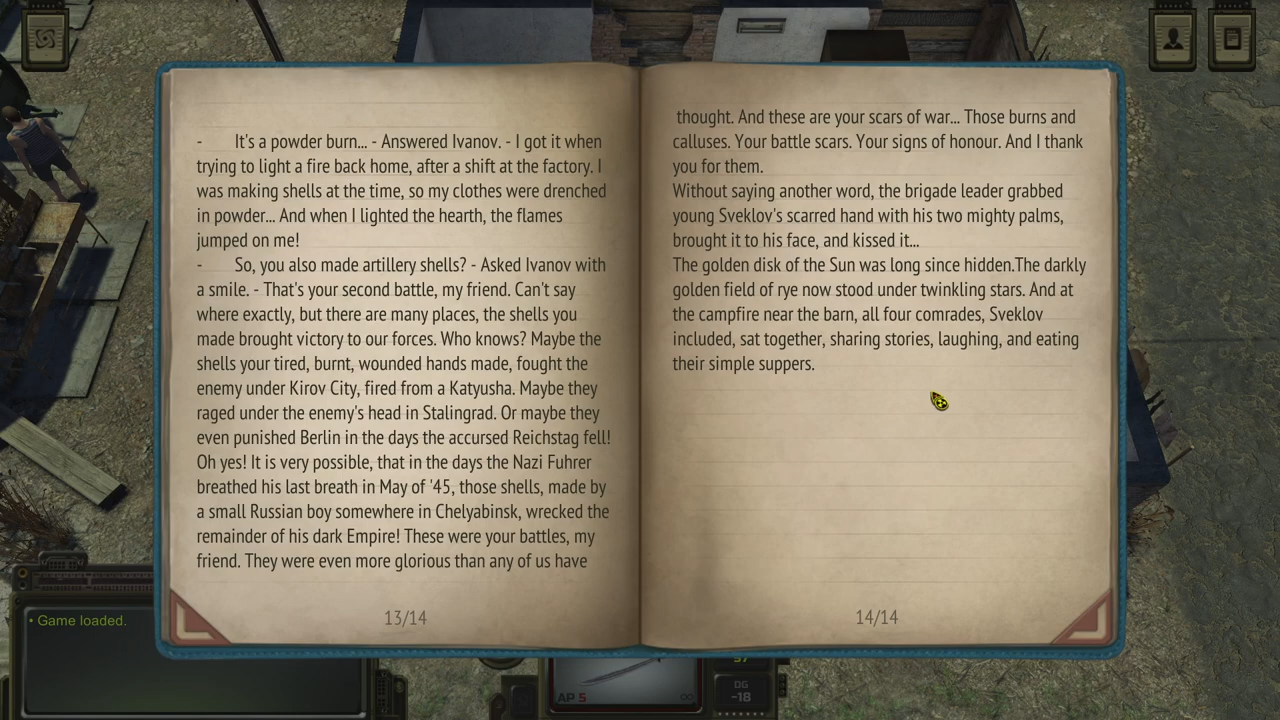 - It's a powder burn... - Answered Ivanov. - I got it when
trying to light a fire back home, after a shift at the factory. I
was making shells at the time, so my clothes were drenched
in powder... And when I lighted the hearth, the flames
jumped on me!
- So, you also made artillery shells? - Asked Ivanov with
a smile. - That's your second battle, my friend. Can't say
where exactly, but there are many places, the shells you
made brought victory to our forces. Who knows? Maybe the
shells your tired, burnt, wounded hands made, fought the
enemy under Kirov City, fired from a Katyusha. Maybe they
raged under the enemy's head in Stalingrad. Or maybe they
even punished Berlin in the days the accursed Reichstag fell!
Oh yes! It is very possible, that in the days the Nazi Fuhrer
breathed his last breath in May of '45, those shells, made by
a small Russian boy somewhere in Chelyabinsk, wrecked the
remainder of his dark Empire! These were your battles, my
friend. They were even more glorious than any of us have
13/14
thought. And these are your scars of war... Those burns and
calluses. Your battle scars. Your signs of honour. And I thank
you for them.
Without saying another word, the brigade leader grabbed
young Sveklov's scarred hand with his two mighty palms,
brought it to his face, and kissed it...
The golden disk of the Sun was long since hidden.The darkly
golden field of rye now stood under twinkling stars. And at
the campfire near the barn, all four comrades, Sveklov
included, sat together, sharing stories, laughing, and eating
their simple suppers.
14/14
• Game loaded.
AP 5
DG
-18